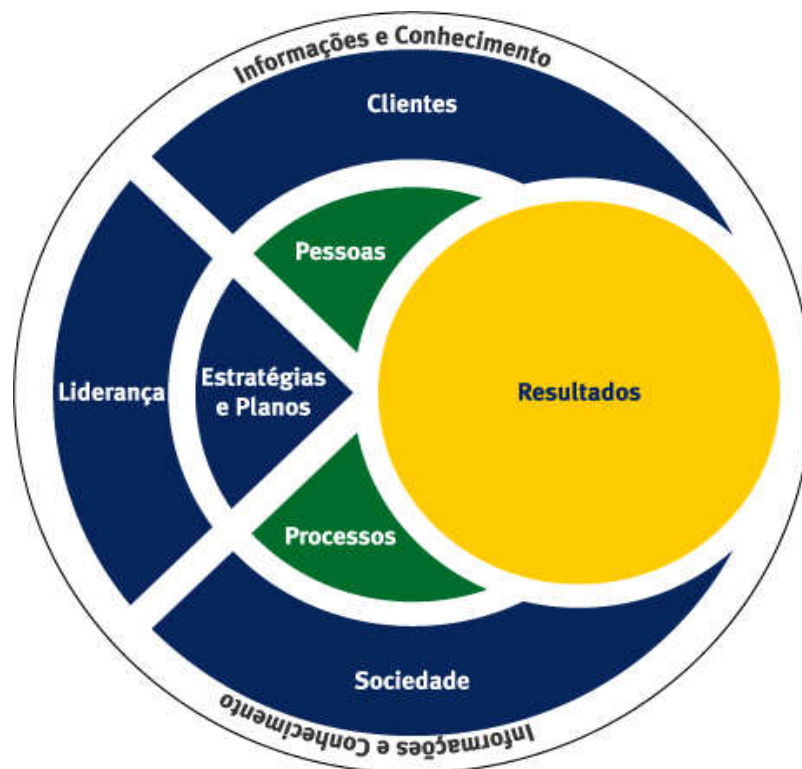 Informações e Conhecimento
Clientes
Pessoas
Liderança
Estratégias
e Planos
Resultados
Processos
Sociedade
Informações e Conhecimento